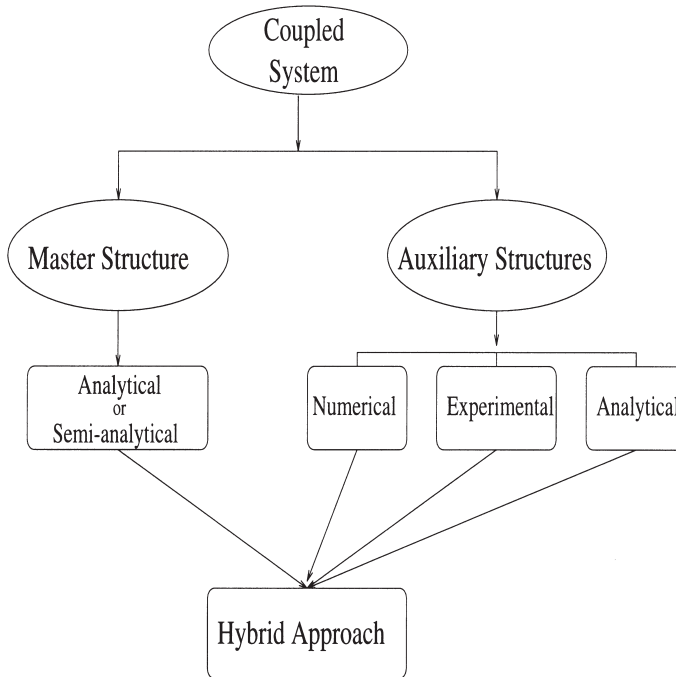 Coupled
System
Master Structure
Auxiliary Structures
Analytical
or
Semi-analytical
Numerical
Experimental
Analytical
Hybrid Approach